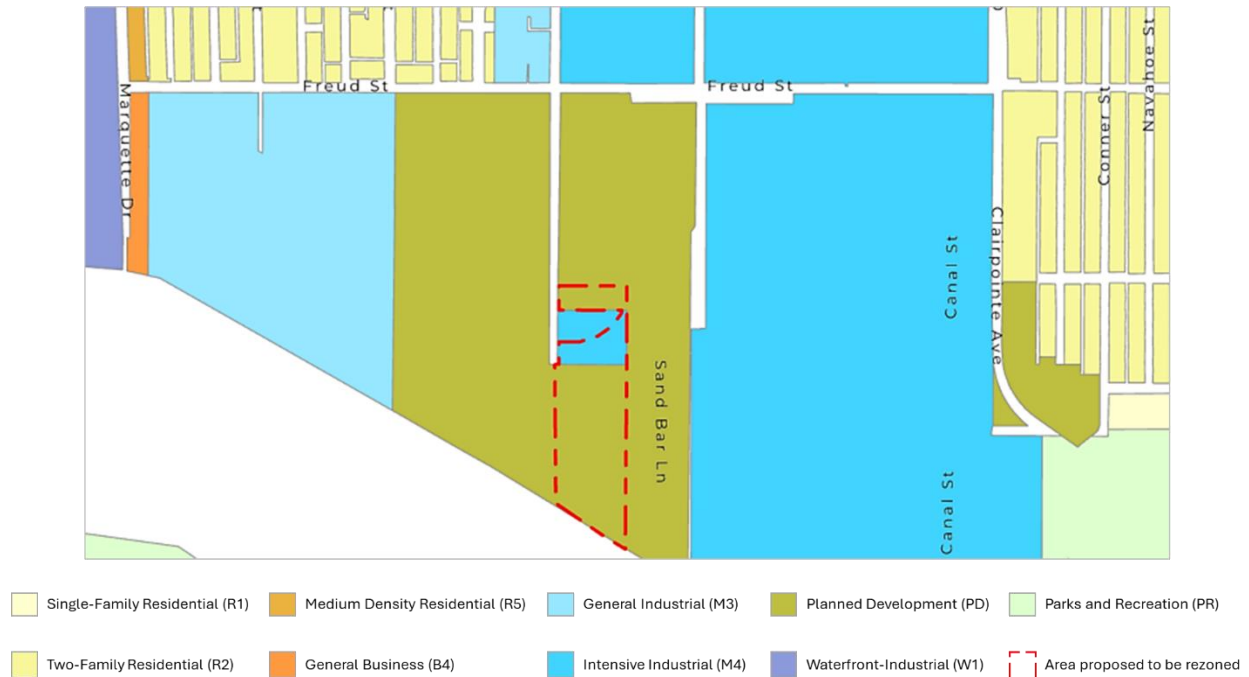 Freud St
Freud St
Marquette Dr
Navahoe St
Conner St
Clairpointe Ave
Canal St
Sand Bar Ln
Canal St
Single-Family Residential (R1)
Medium Density Residential (R5)
General Industrial (M3)
Planned Development (PD)
Parks and Recreation (PR)
Two-Family Residential (R2)
General Business (B4)
Intensive Industrial (M4)
Waterfront-Industrial (W1)
Area proposed to be rezoned